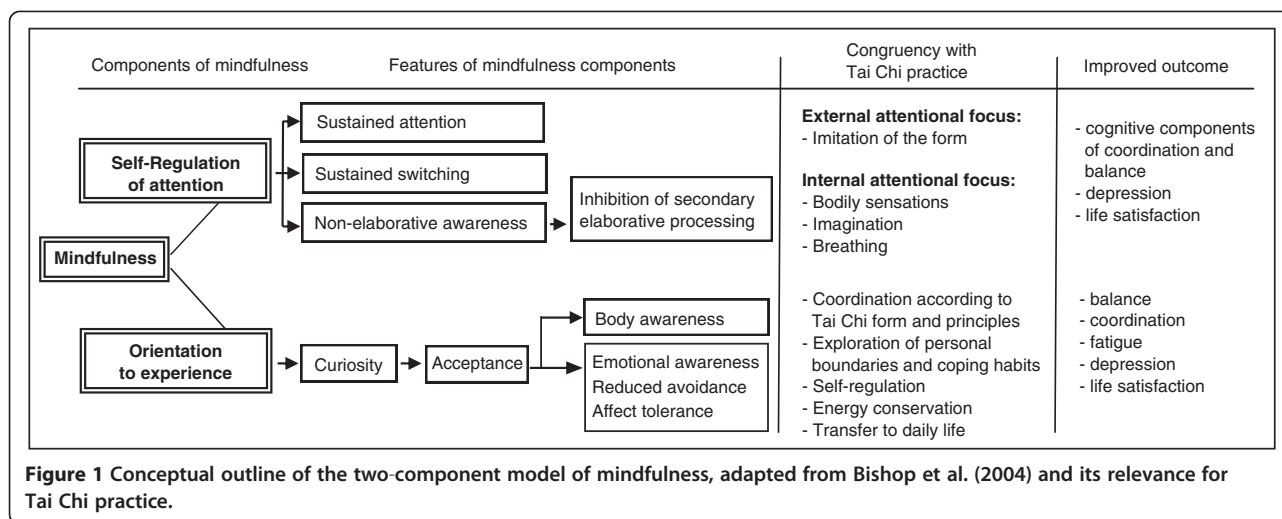 Components of mindfulness
Features of mindfulness components
Congruency with
Tai Chi practice
Improved outcome
Mindfulness
Self-Regulation
of attention
Sustained attention
Sustained switching
Non-elaborative awareness
Inhibition of secondary
elaborative processing
External attentional focus:
- Imitation of the form
Internal attentional focus:
- Bodily sensations
- Imagination
- Breathing
- cognitive components
of coordination and
balance
- depression
- life satisfaction
Orientation
to experience
Curiosity
Acceptance
Body awareness
Emotional awareness
Reduced avoidance
Affect tolerance
- Coordination according to
Tai Chi form and principles
- Exploration of personal
boundaries and coping habits
- Self-regulation
- Energy conservation
- Transfer to daily life
- balance
- coordination
- fatigue
- depression
- life satisfaction
Figure 1 Conceptual outline of the two-component model of mindfulness, adapted from Bishop et al. (2004) and its relevance for
Tai Chi practice.